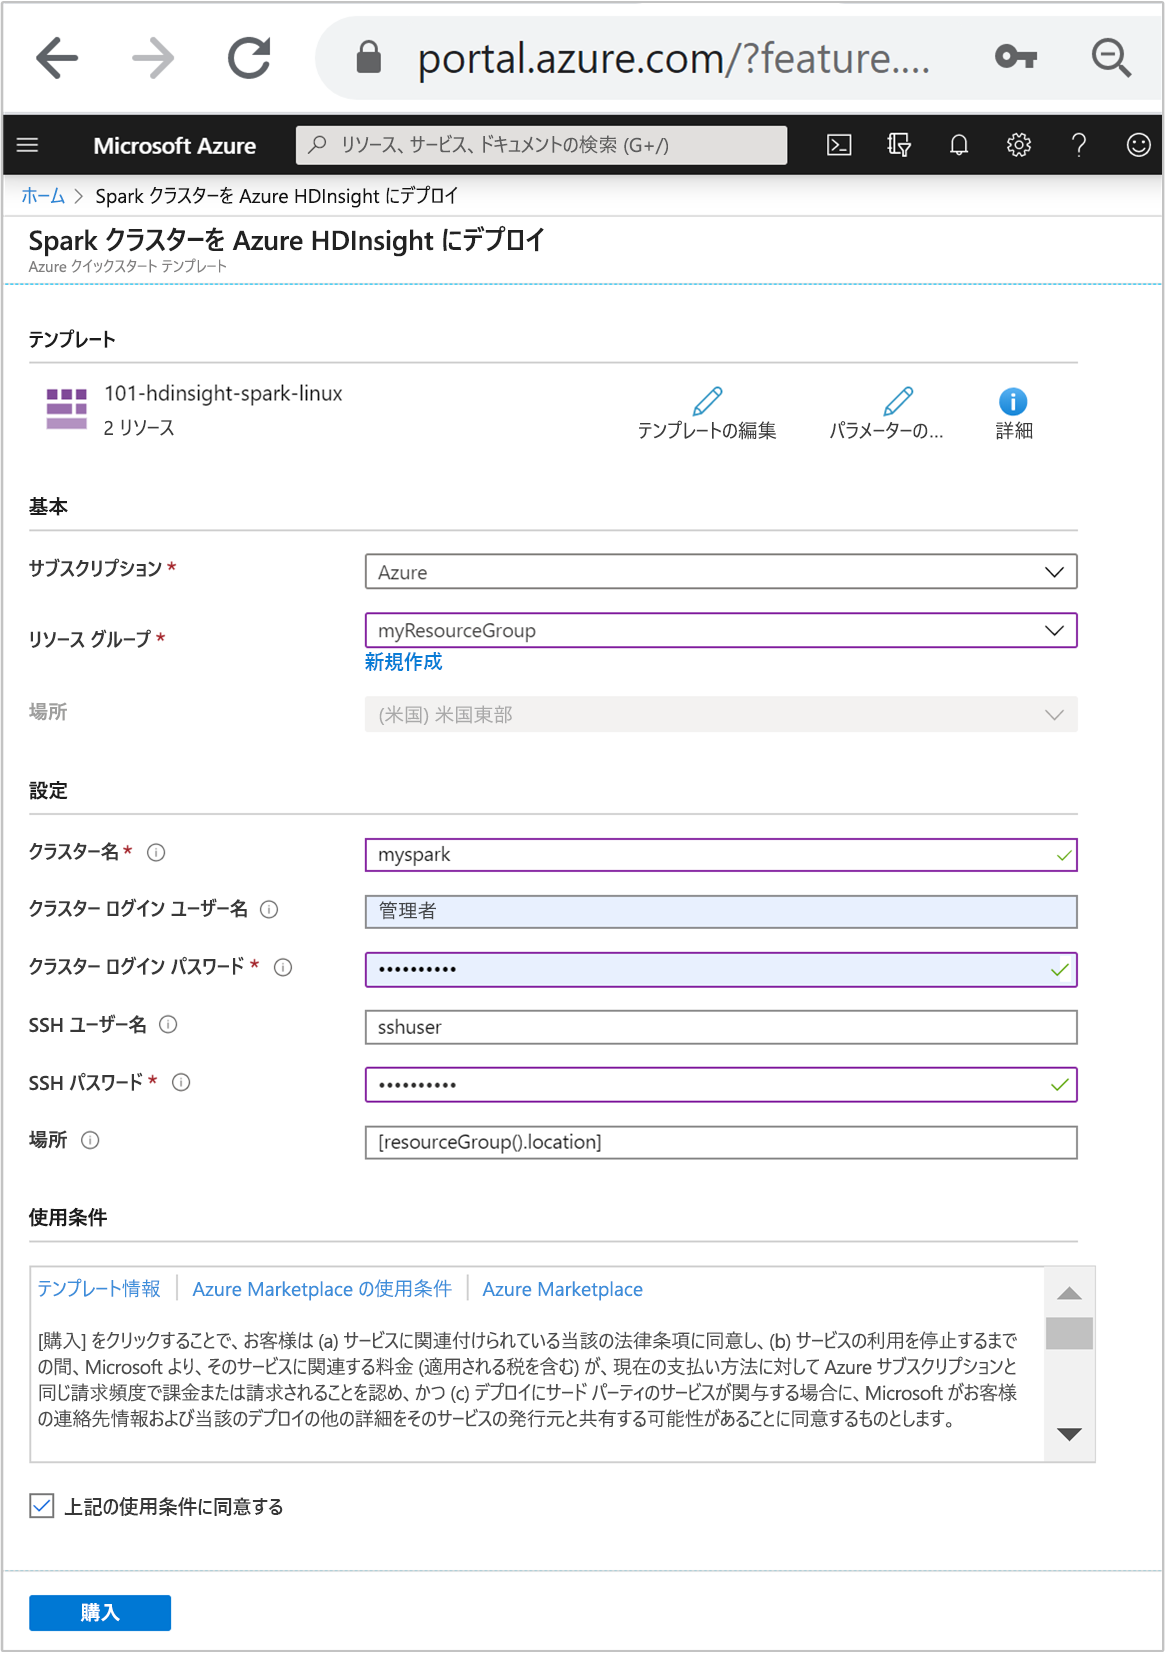 portal.azure.com/?feature....
Microsoft Azure
リソース、サービス、ドキュメントの検索 (G+/)
ホーム > Spark クラスターを Azure HDInsight にデプロイ
Spark クラスターを Azure HDInsight にデプロイ
Azure クイックスタート テンプレート
テンプレート
101-hdinsight-spark-linux
2 リソース
テンプレートの編集
パラメーターの...
詳細
基本
サブスクリプション *
Azure
リソース グループ *
myResourceGroup
新規作成
場所
(米国) 米国東部
設定
クラスター名 *
myspark
クラスター ログイン ユーザー名
管理者
クラスター ログイン パスワード *
••••••••••
SSH ユーザー名
sshuser
SSH パスワード *
••••••••••
場所
[resourceGroup().location]
使用条件
テンプレート情報 | Azure Marketplace の使用条件 | Azure Marketplace
[購入] をクリックすることで、お客様は (a) サービスに関連付けられている当該の法律条項に同意し、(b) サービスの利用を停止するまで
の間、Microsoft より、そのサービスに関連する料金 (適用される税を含む) が、現在の支払い方法に対して Azure サブスクリプションと
同じ請求頻度で課金または請求されることを認め、かつ (c) デプロイにサード パーティのサービスが関与する場合に、Microsoft がお客様
の連絡先情報および当該のデプロイの他の詳細をそのサービスの発行元と共有する可能性があることに同意するものとします。
上記の使用条件に同意する
購入